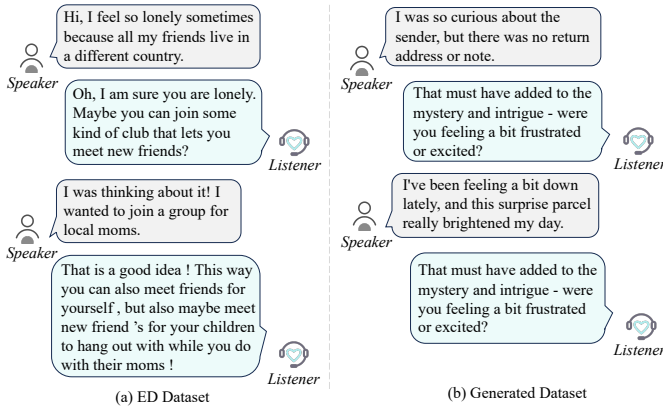 Hi, I feel so lonely sometimes
because all my friends live in
a different country.
Speaker
Oh, I am sure you are lonely.
Maybe you can join some
kind of club that lets you
meet new friends?
Listener
I was thinking about it! I
wanted to join a group for
local moms.
Speaker
That is a good idea ! This way
you can also meet friends for
yourself , but also maybe meet
new friend 's for your children
to hang out with while you do
with their moms !
Listener
(a) ED Dataset
I was so curious about the
sender, but there was no return
address or note.
Speaker
That must have added to the
mystery and intrigue - were
you feeling a bit frustrated
or excited?
Listener
I've been feeling a bit down
lately, and this surprise parcel
really brightened my day.
Speaker
That must have added to the
mystery and intrigue - were
you feeling a bit frustrated
or excited?
Listener
(b) Generated Dataset